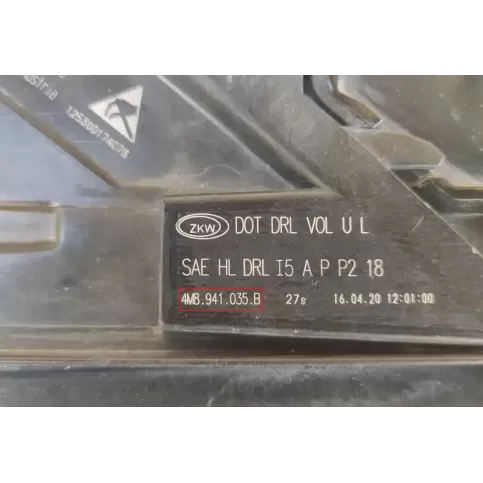 125300174075
ZKW DOT DRL VOL U L
SAE HL DRL I5 A P P2 18
4M8.941.035.B 27s 16.04.20 12:01:00